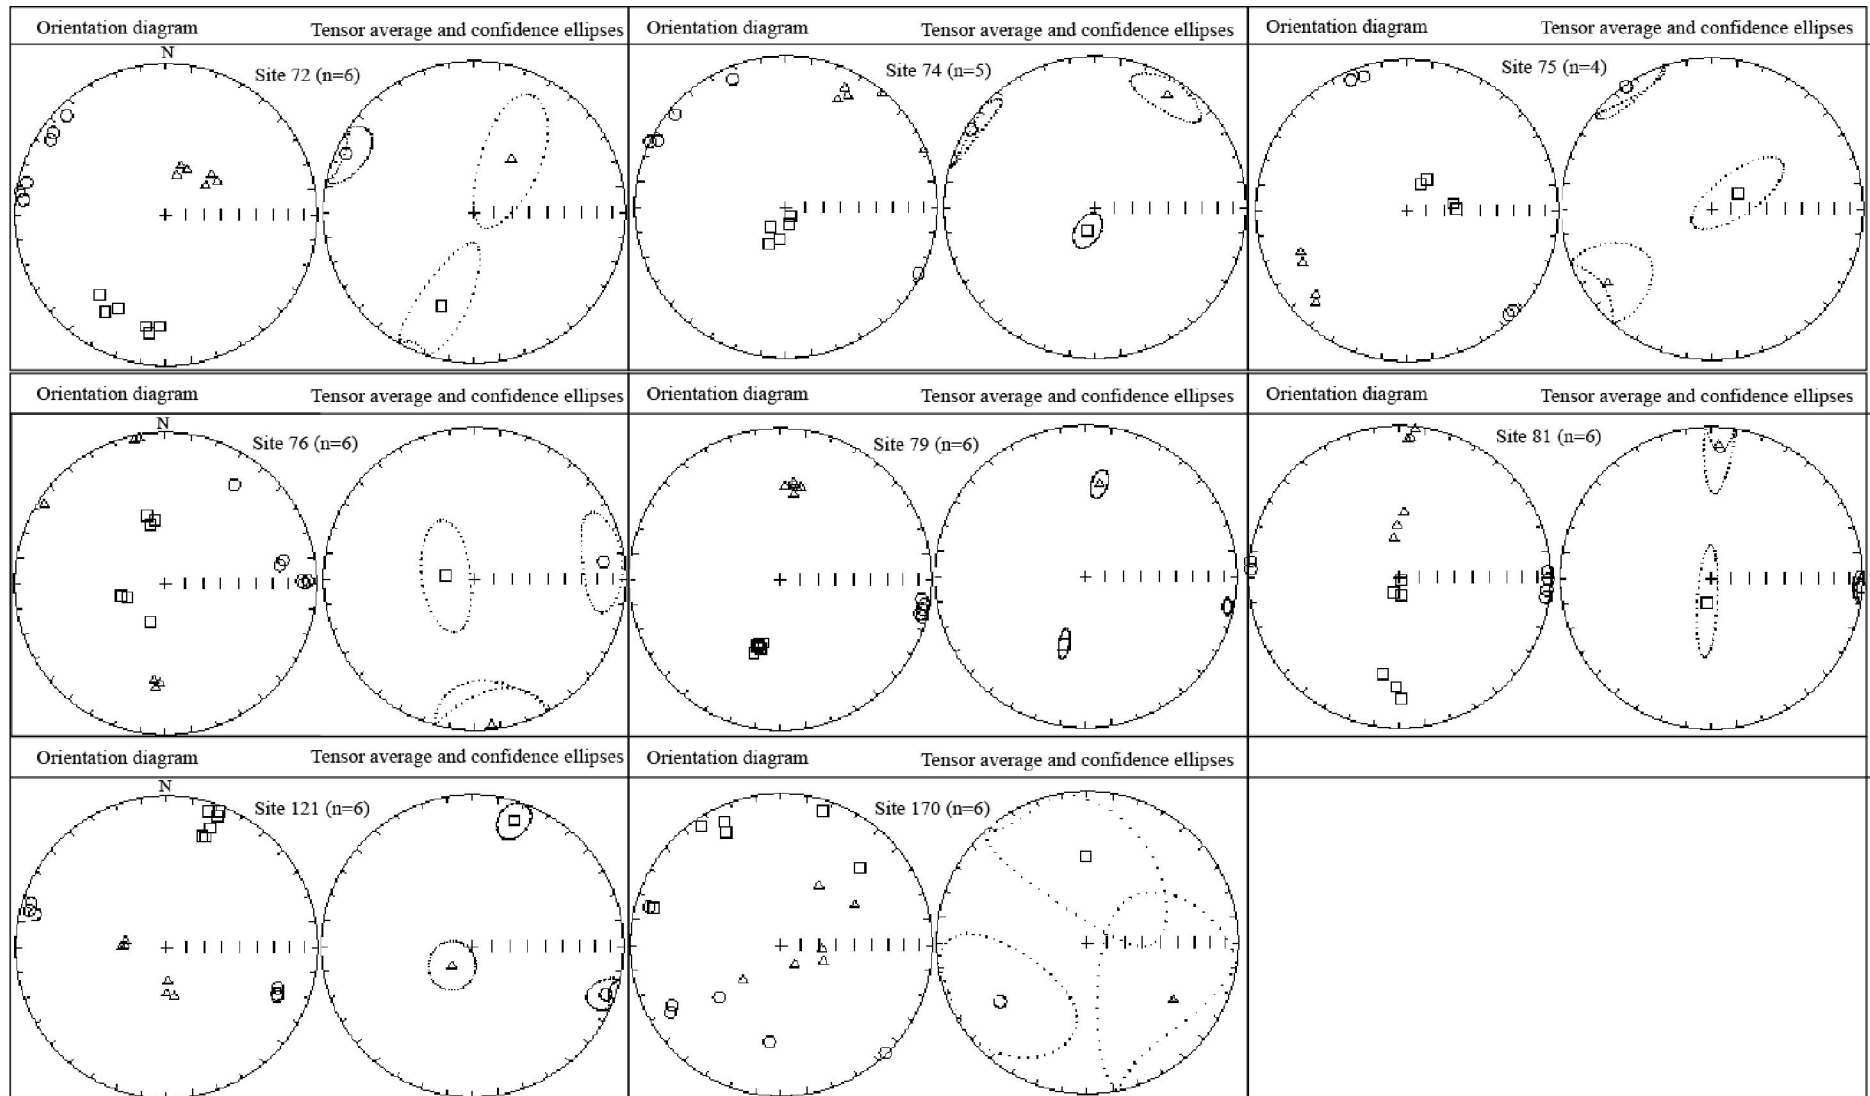 Orientation diagram Tensor average and confidence ellipses Orientation diagram Tensor average and confidence ellipses Orientation diagram Tensor average and confidence ellipses
N
Site 72 (n=6) Site 74 (n=5) Site 75 (n=4)
Orientation diagram Tensor average and confidence ellipses Orientation diagram Tensor average and confidence ellipses Orientation diagram Tensor average and confidence ellipses
N
Site 76 (n=6) Site 79 (n=6) Site 81 (n=6)
Orientation diagram Tensor average and confidence ellipses Orientation diagram Tensor average and confidence ellipses
N
Site 121 (n=6) Site 170 (n=6)